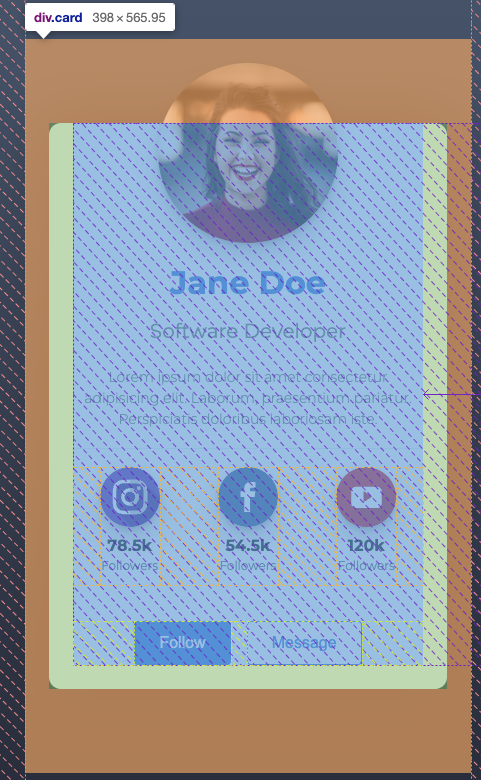 div.card 398 × 565.95
Jane Doe
Software Developer
Lorem ipsum dolor sit amet consectetur
adipisicing elit. Laborum, praesentium pariatur.
Perspiciatis doloribus laboriosam iste.
78.5k 54.5k 120k
Followers Followers Followers
Follow Message